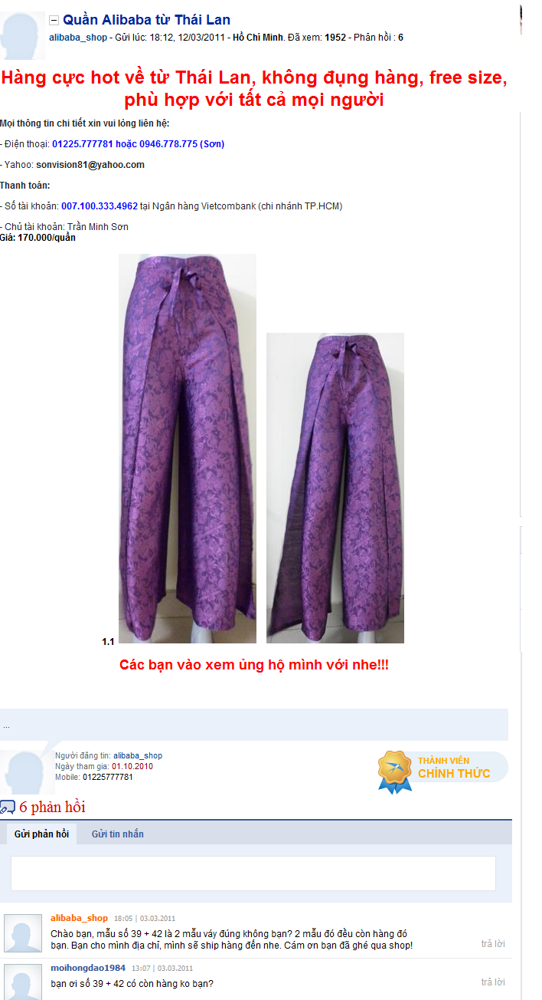 Quần Alibaba từ Thái Lan
alibaba_shop - Gửi lúc: 18:12, 12/03/2011 - Hồ Chí Minh. Đã xem: 1952 - Phản hồi : 6
Hàng cực hot về từ Thái Lan, không đụng hàng, free size,
phù hợp với tất cả mọi người
Mọi thông tin chi tiết xin vui lòng liên hệ:
- Điện thoại: 01225.777781 hoặc 0946.778.775 (Sơn)
- Yahoo: sonvision81@yahoo.com
Thanh toán:
- Số tài khoản: 007.100.333.4962 tại Ngân hàng Vietcombank (chi nhánh TP.HCM)
- Chủ tài khoản: Trần Minh Sơn
Giá: 170.000/quần
1.1
Các bạn vào xem ủng hộ mình với nhe!!!
...
Người đăng tin: alibaba_shop
Ngày tham gia: 01.10.2010
Mobile: 01225777781
THÀNH VIÊN
CHÍNH THỨC
6 phản hồi
Gửi phản hồi Gửi tin nhắn
alibaba_shop 18:05 | 03.03.2011
Chào bạn, mẫu số 39 + 42 là 2 mẫu váy đúng không bạn? 2 mẫu đó đều còn hàng đó
bạn. Bạn cho mình địa chỉ, mình sẽ ship hàng đến nhe. Cám ơn bạn đã ghé qua shop!
trả lời
moihongdao1984 13:07 | 03.03.2011
bạn ơi số 39 + 42 có còn hàng ko bạn?
trả lời